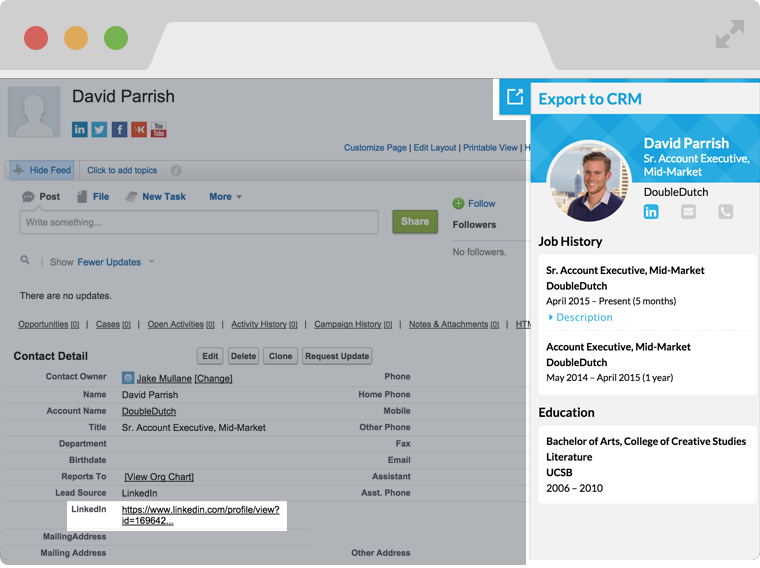 David Parrish
in
f
You
Tube
Customize Page | Edit Layout | Printable View | H
Hide Feed
Click to add topics
i
Post
File
New Task
More
Write something...
Share
Follow
Followers
No followers.
Show Fewer Updates
There are no updates.
Opportunities [0] | Cases [0] | Open Activities [0] | Activity History [0] | Campaign History [0] | Notes & Attachments [0] | HTM
Contact Detail
Edit
Delete
Clone
Request Update
Contact Owner Jake Mullane [Change]
Phone
Name David Parrish
Home Phone
Account Name DoubleDutch
Mobile
Title Sr. Account Executive, Mid-Market
Other Phone
Department
Fax
Birthdate
Email
Reports To [View Org Chart]
Assistant
Lead Source LinkedIn
Asst. Phone
LinkedIn https://www.linkedin.com/profile/view?
id=169642...
MailingAddress
Mailing Address
Other Address
Export to CRM
David Parrish
Sr. Account Executive,
Mid-Market
DoubleDutch
in
Job History
Sr. Account Executive, Mid-Market
DoubleDutch
April 2015 – Present (5 months)
Description
Account Executive, Mid-Market
DoubleDutch
May 2014 – April 2015 (1 year)
Education
Bachelor of Arts, College of Creative Studies
Literature
UCSB
2006 – 2010